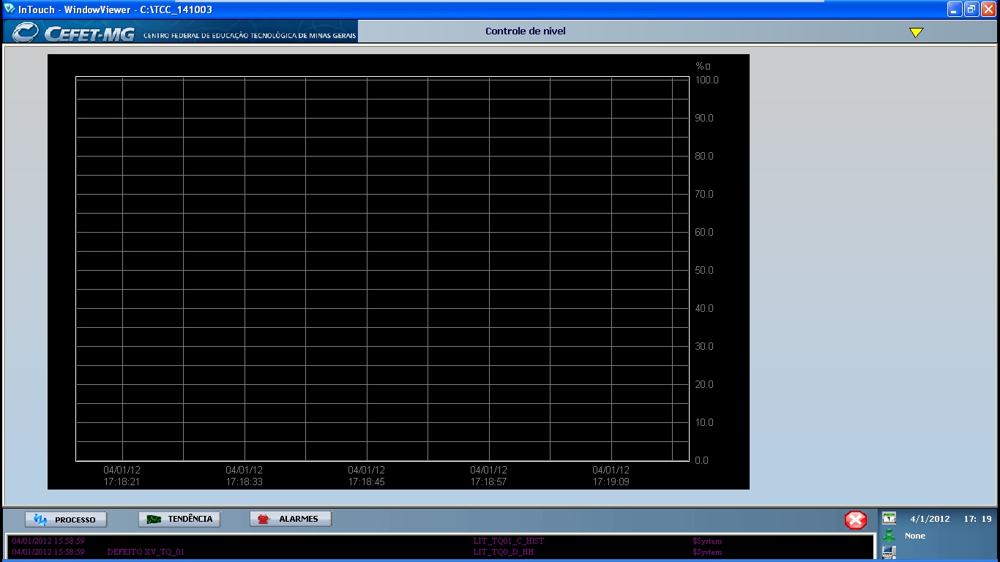 InTouch - WindowViewer - C:\TCC_141003
CEFET-MG CENTRO FEDERAL DE EDUCAÇÃO TECNOLÓGICA DE MINAS GERAIS
Controle de nivel
%
100.0
90.0
80.0
70.0
60.0
50.0
40.0
30.0
20.0
10.0
0.0
04/01/12 04/01/12 04/01/12 04/01/12 04/01/12
17:18:21 17:18:33 17:18:45 17:18:57 17:19:09
PROCESSO TENDÊNCIA ALARMES
4/1/2012 17: 19
None
04/01/2012 15:58:59 LIT_TQ01_C_HIST $System
04/01/2012 15:58:59 DEFEITO XV_TQ_01 LIT_TQ0_D_HH $System